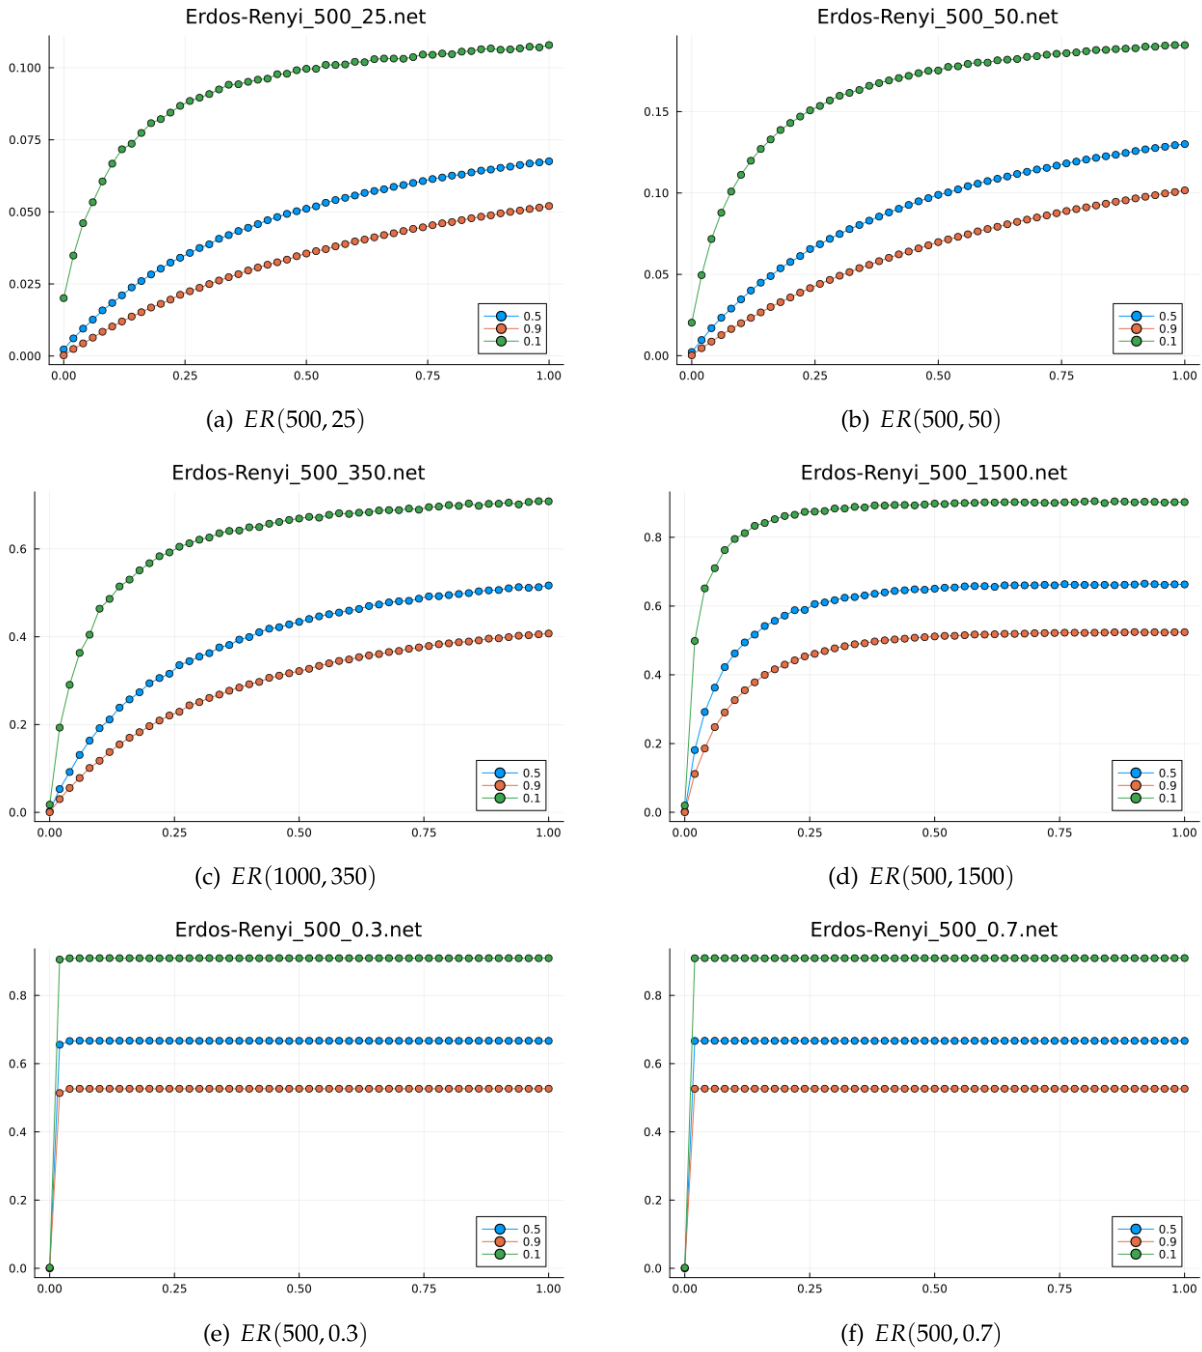 Erdos-Renyi_500_25.net
0.100
0.075
0.050
0.025
0.000
0.5
0.9
0.1
0.00 0.25 0.50 0.75 1.00
(a) ER(500, 25)
Erdos-Renyi_500_50.net
0.15
0.10
0.05
0.00
0.5
0.9
0.1
0.00 0.25 0.50 0.75 1.00
(b) ER(500, 50)
Erdos-Renyi_500_350.net
0.6
0.4
0.2
0.0
0.5
0.9
0.1
0.00 0.25 0.50 0.75 1.00
(c) ER(1000, 350)
Erdos-Renyi_500_1500.net
0.8
0.6
0.4
0.2
0.0
0.5
0.9
0.1
0.00 0.25 0.50 0.75 1.00
(d) ER(500, 1500)
Erdos-Renyi_500_0.3.net
0.8
0.6
0.4
0.2
0.0
0.5
0.9
0.1
0.00 0.25 0.50 0.75 1.00
(e) ER(500, 0.3)
Erdos-Renyi_500_0.7.net
0.8
0.6
0.4
0.2
0.0
0.5
0.9
0.1
0.00 0.25 0.50 0.75 1.00
(f) ER(500, 0.7)